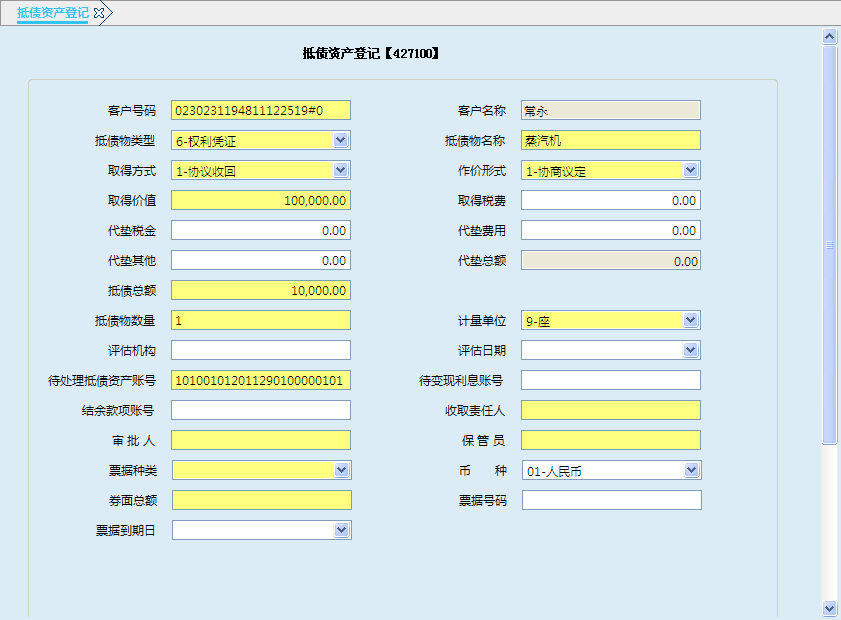 抵债资产登记
抵债资产登记【427100】
客户号码 0230231194811122519#0 客户名称 常永
抵债物类型 6-权利凭证 抵债物名称 蒸汽机
取得方式 1-协议收回 作价形式 1-协商议定
取得价值 100,000.00 取得税费 0.00
代垫税金 0.00 代垫费用 0.00
代垫其他 0.00 代垫总额 0.00
抵债总额 10,000.00
抵债物数量 1 计量单位 9-座
评估机构 评估日期
待处理抵债资产账号 101001012011290100000101 待变现利息账号
结余款项账号 收取责任人
审 批 人 保 管 员
票据种类 币 种 01-人民币
券面总额 票据号码
票据到期日